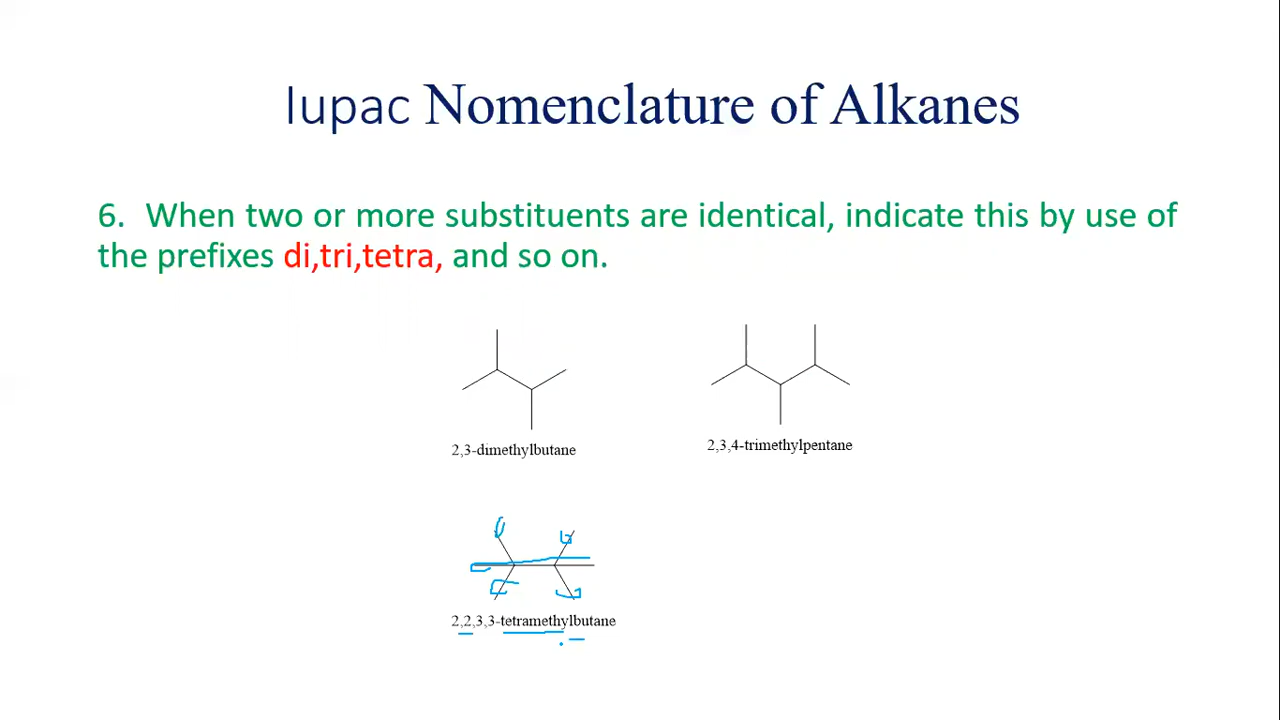 Iupac Nomenclature of Alkanes
6. When two or more substituents are identical, indicate this by use of
the prefixes di,tri,tetra, and so on.
2,3-dimethylbutane
2,3,4-trimethylpentane
2,2,3,3-tetramethylbutane